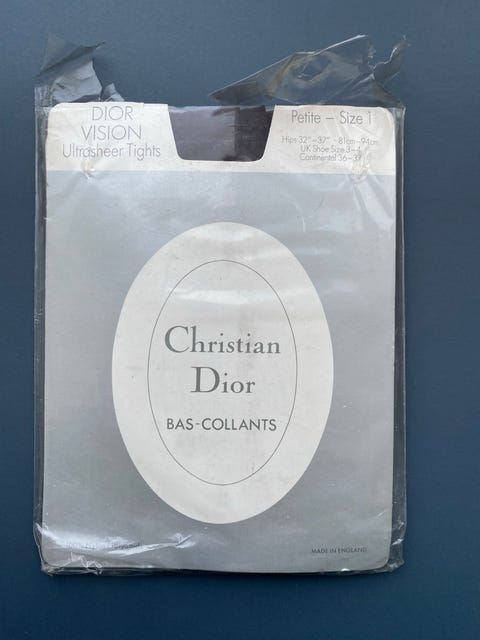 DIOR
VISION
Ultrasheer Tights
Petite – Size 1
Hips 32"–37" - 81cm–94cm
UK Shoe Size 3–4
Continental 36–37
Christian
Dior
BAS-COLLANTS
MADE IN ENGLAND